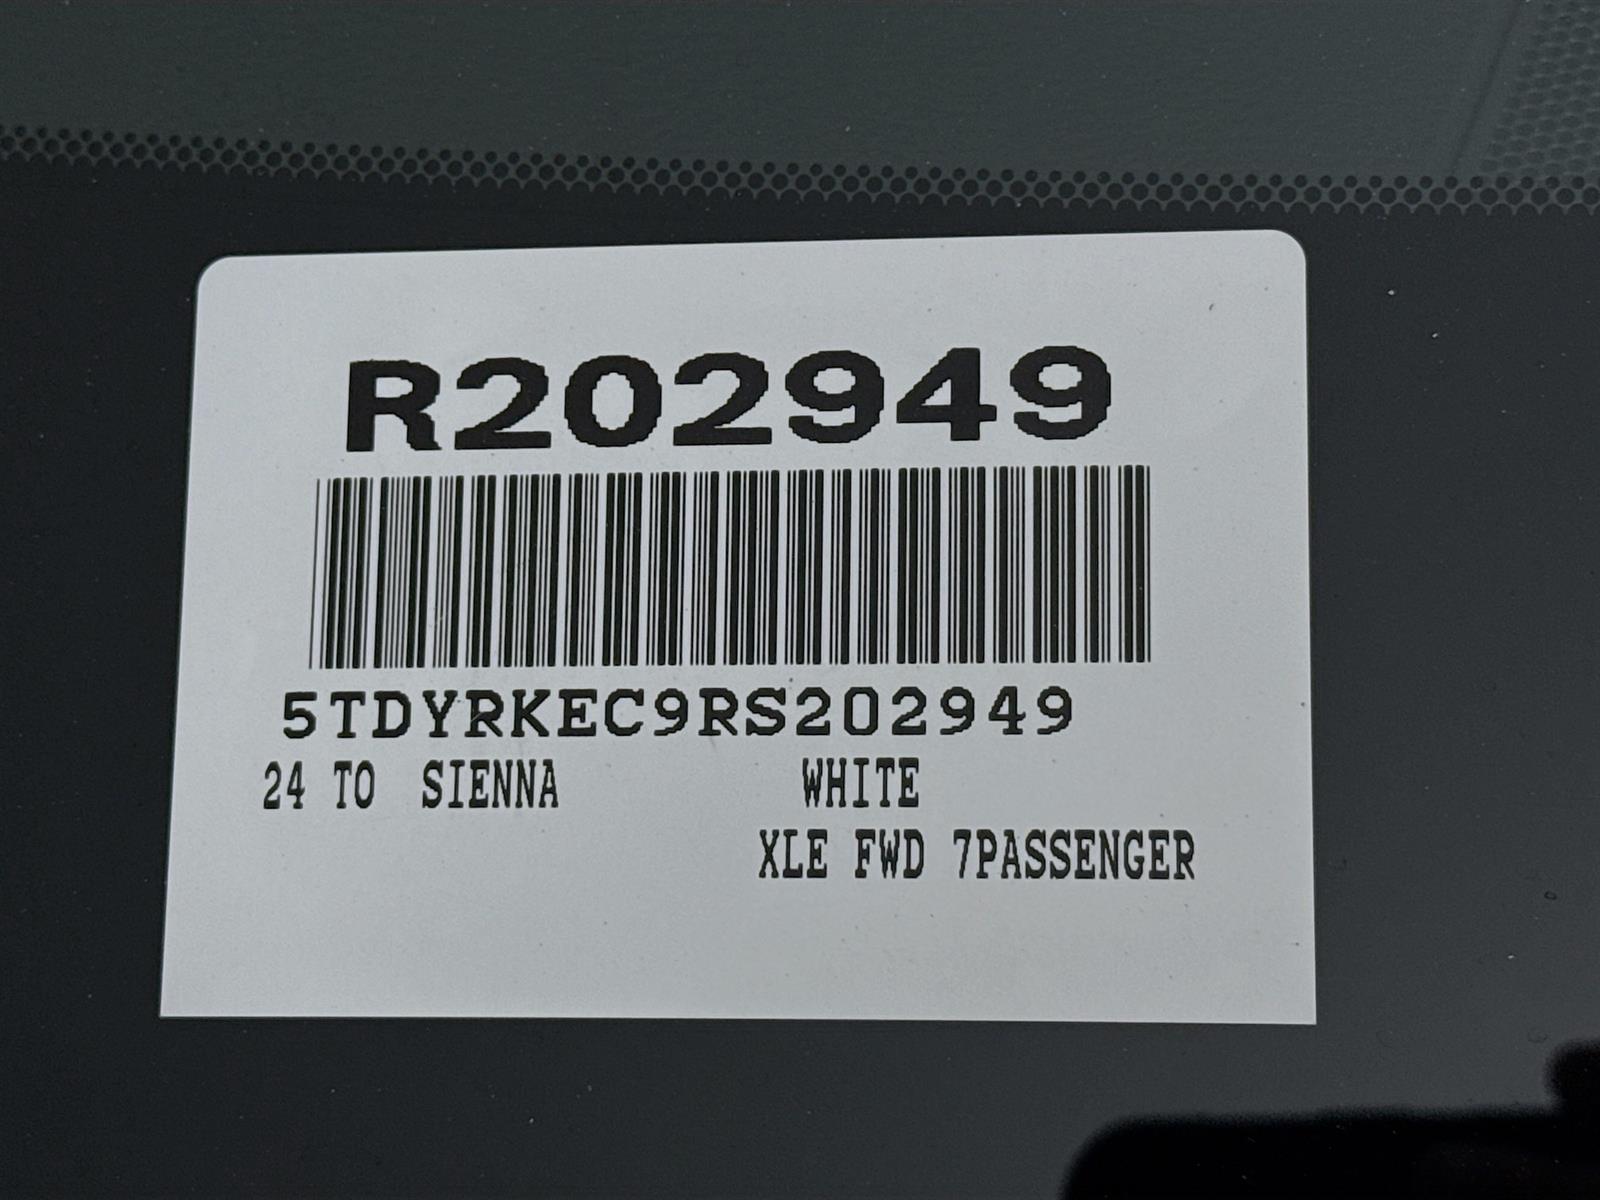 R202949
5TDYRKEC9RS202949
24 TO SIENNA WHITE
XLE FWD 7PASSENGER